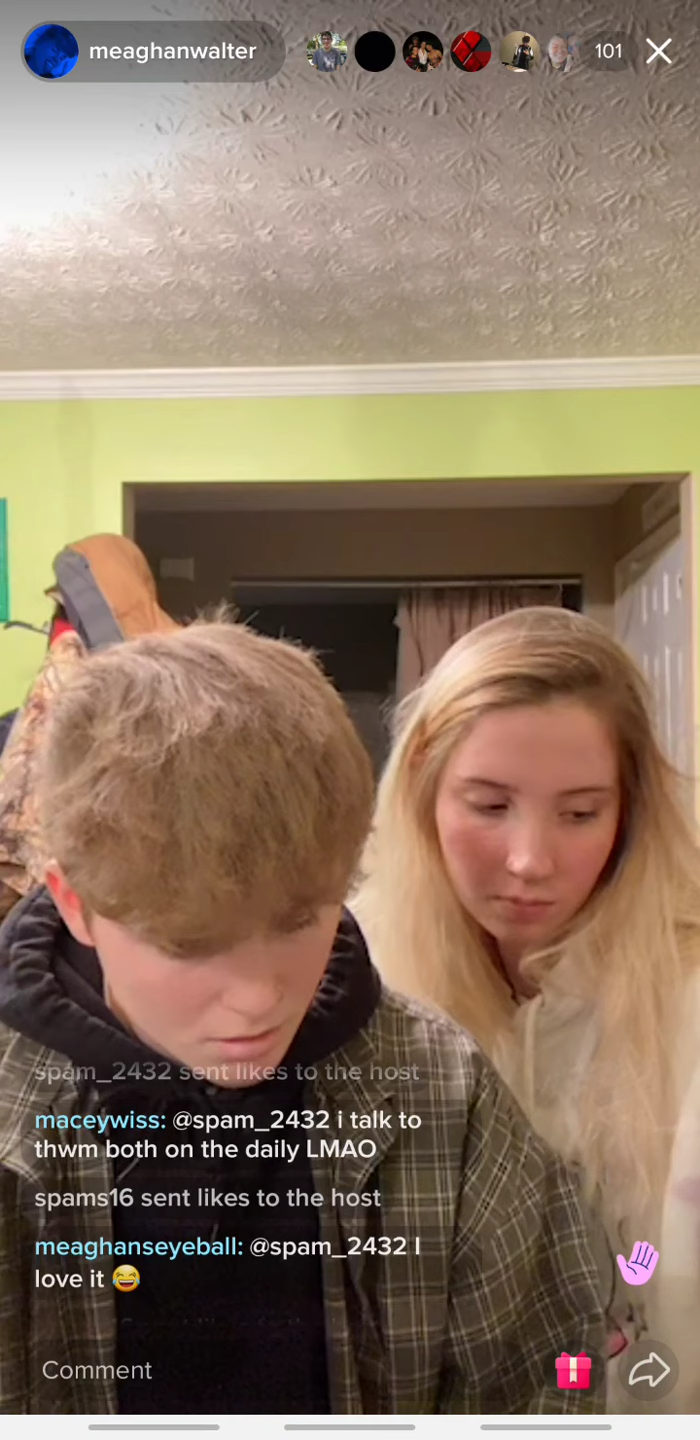 meaghanwalter
101
spam_2432 sent likes to the host
maceywiss: @spam_2432 i talk to
thwm both on the daily LMAO
spams16 sent likes to the host
meaghanseyeball: @spam_2432 I
love it 😂
Comment